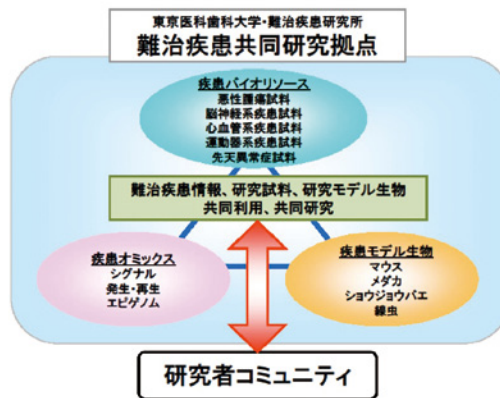 東京医科歯科大学・難治疾患研究所
難治疾患共同研究拠点
疾患バイオリソース
悪性腫瘍試料
脳神経系疾患試料
心血管系疾患試料
運動器系疾患試料
先天異常症試料
難治疾患情報、研究試料、研究モデル生物
共同利用、共同研究
疾患オミックス
シグナル
発生・再生
エピゲノム
疾患モデル生物
マウス
メダカ
ショウジョウバエ
線虫
研究者コミュニティ